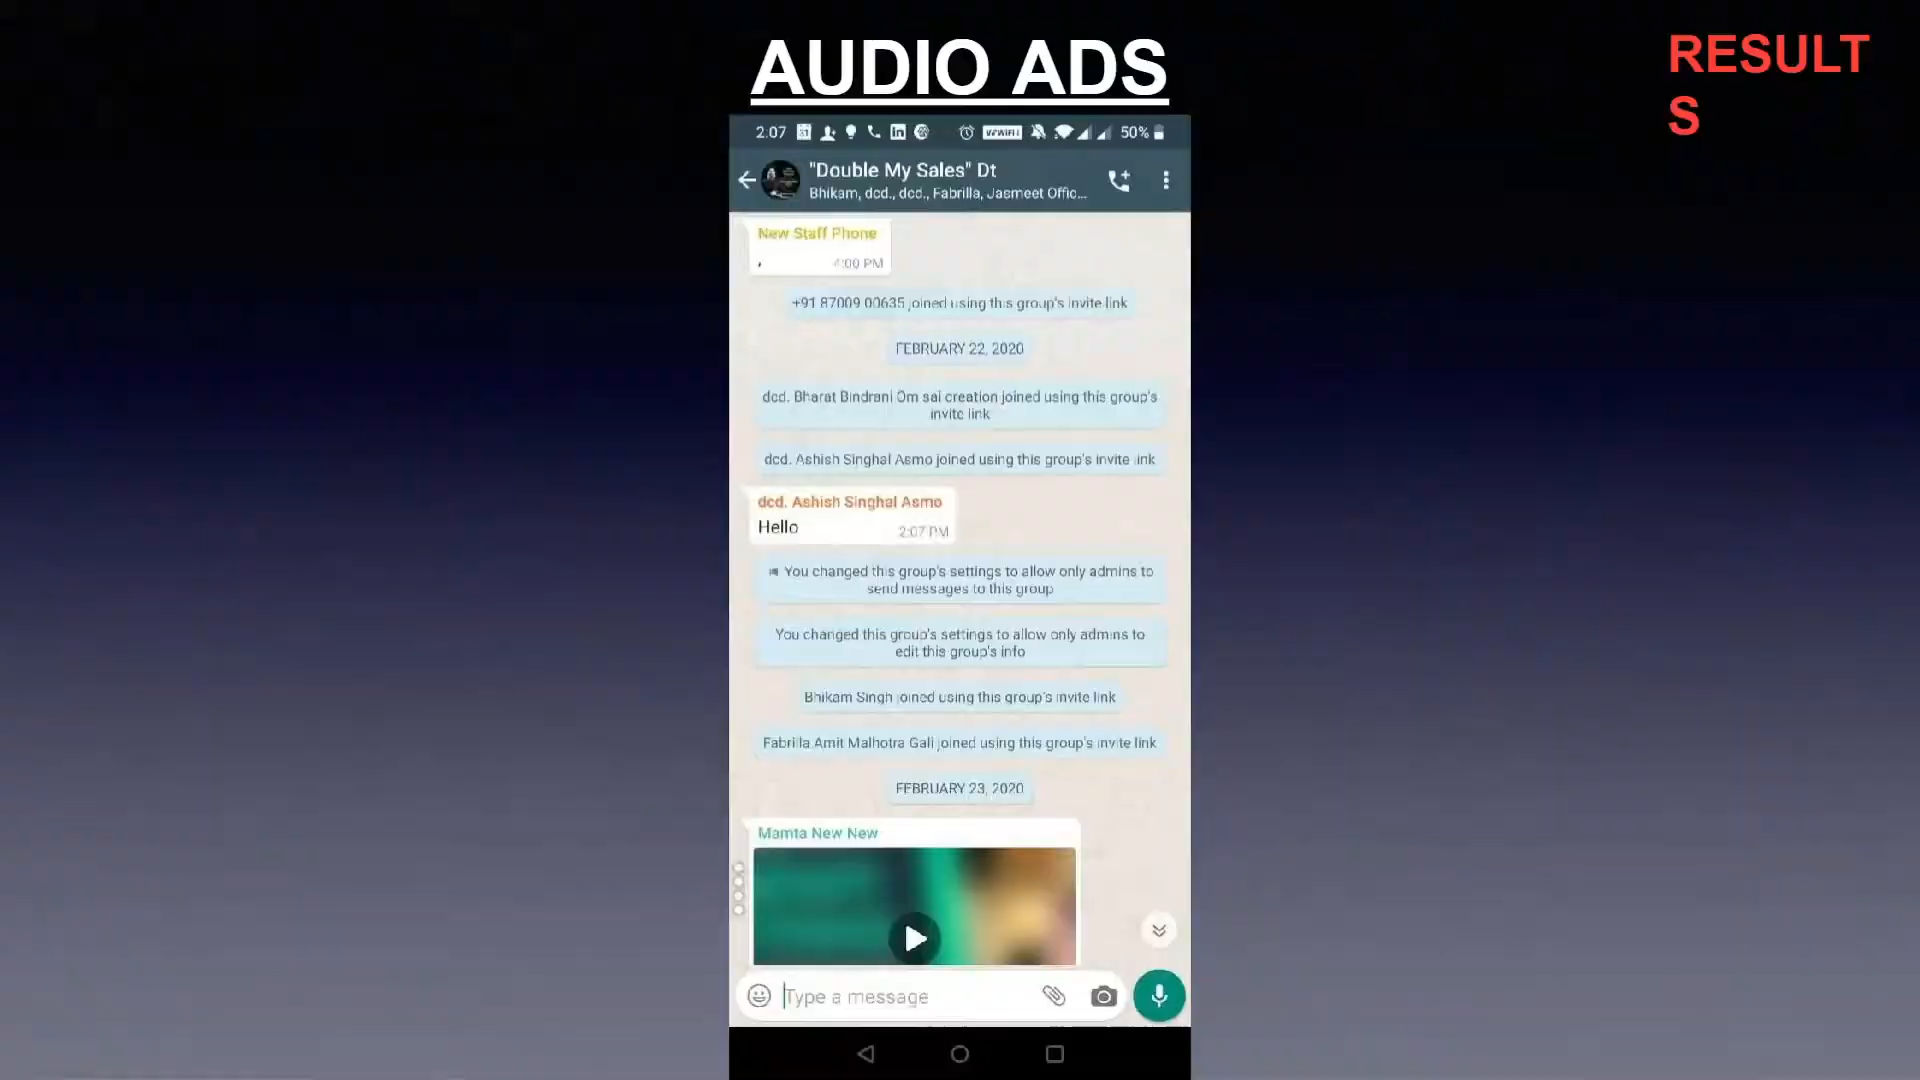 AUDIO ADS
RESULT
S
2:07
50%
"Double My Sales" Dt
Bhikam, dcd., dcd., Fabrilla, Jasmeet Offic...
New Staff Phone
,
4:00 PM
+91 87009 00635 joined using this group's invite link
FEBRUARY 22, 2020
dcd. Bharat Bindrani Om sai creation joined using this group's
invite link
dcd. Ashish Singhal Asmo joined using this group's invite link
dcd. Ashish Singhal Asmo
Hello
2:07 PM
You changed this group's settings to allow only admins to
send messages to this group
You changed this group's settings to allow only admins to
edit this group's info
Bhikam Singh joined using this group's invite link
Fabrilla Amit Malhotra Gali joined using this group's invite link
FEBRUARY 23, 2020
Mamta New New
Type a message